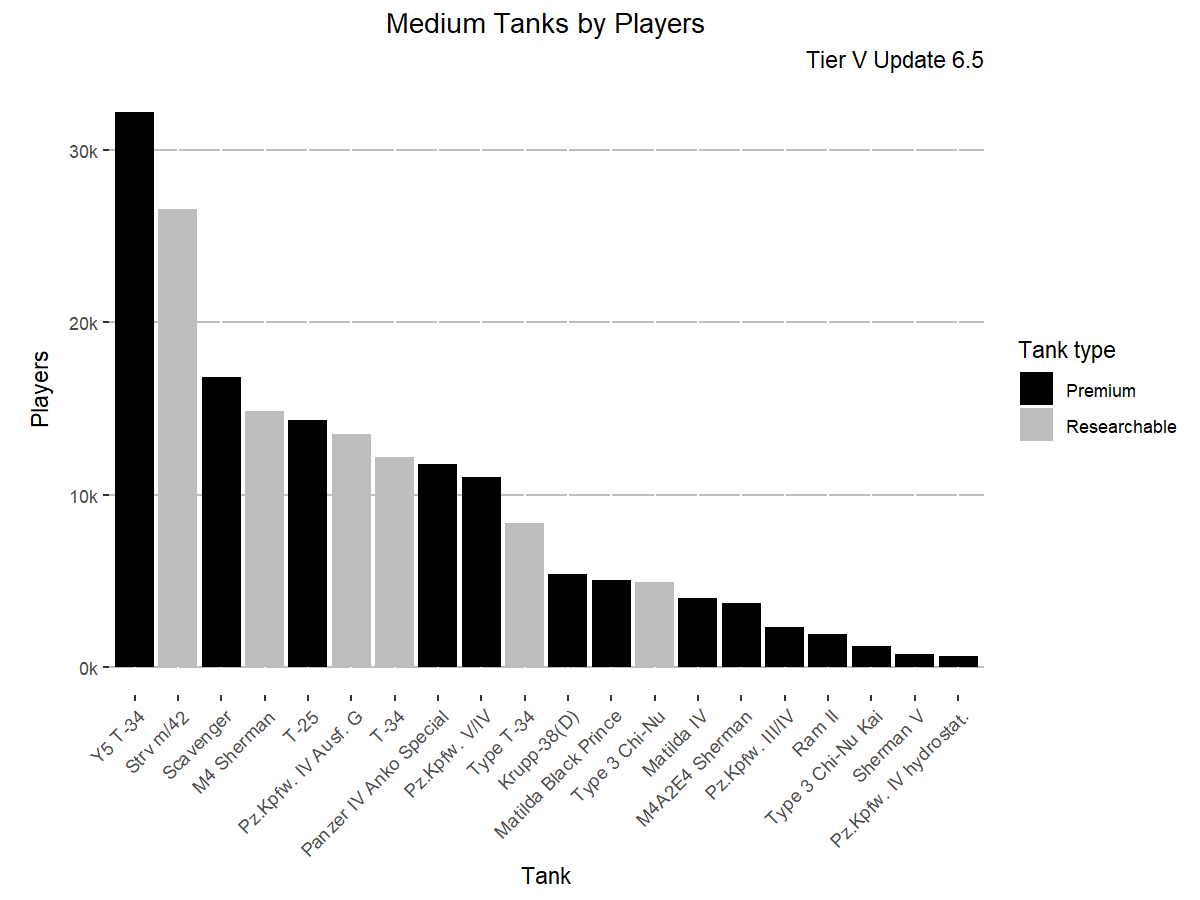 Medium Tanks by Players
Tier V Update 6.5
Players
30k
20k
10k
0k
Y5 T-34
Strv m/42
Scavenger
M4 Sherman
T-25
Pz.Kpfw. IV Ausf. G
T-34
Panzer IV Anko Special
Pz.Kpfw. V/IV
Type T-34
Krupp-38(D)
Matilda Black Prince
Type 3 Chi-Nu
Matilda IV
M4A2E4 Sherman
Pz.Kpfw. III/IV
Ram II
Type 3 Chi-Nu Kai
Sherman V
Pz.Kpfw. IV hydrostat.
Tank
Tank type
Premium
Researchable